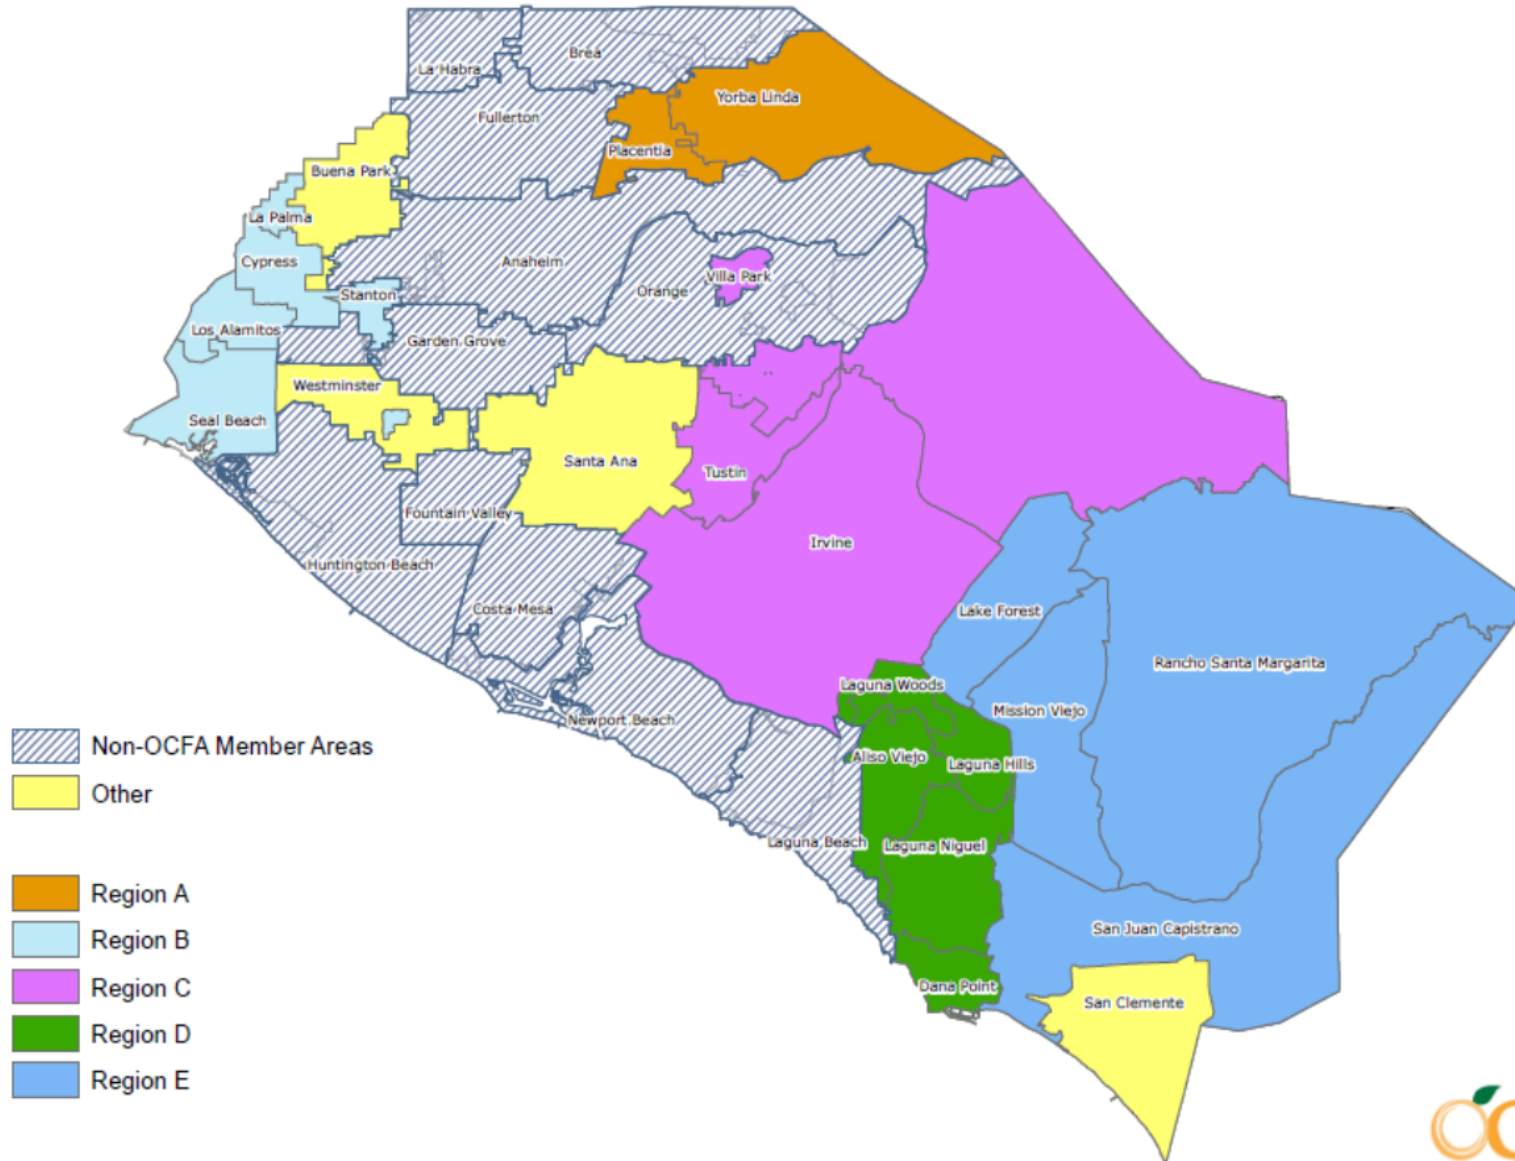 La Habra
Brea
Yorba Linda
Fullerton
Placentia
Buena Park
La Palma
Cypress
Anaheim
Villa Park
Orange
Stanton
Los Alamitos
Garden Grove
Westminster
Seal Beach
Santa Ana
Tustin
Fountain Valley
Irvine
Huntington Beach
Costa Mesa
Lake Forest
Rancho Santa Margarita
Laguna Woods
Mission Viejo
Newport Beach
Aliso Viejo
Laguna Hills
Laguna Beach
Laguna Niguel
San Juan Capistrano
Dana Point
San Clemente
Non-OCFA Member Areas
Other
Region A
Region B
Region C
Region D
Region E